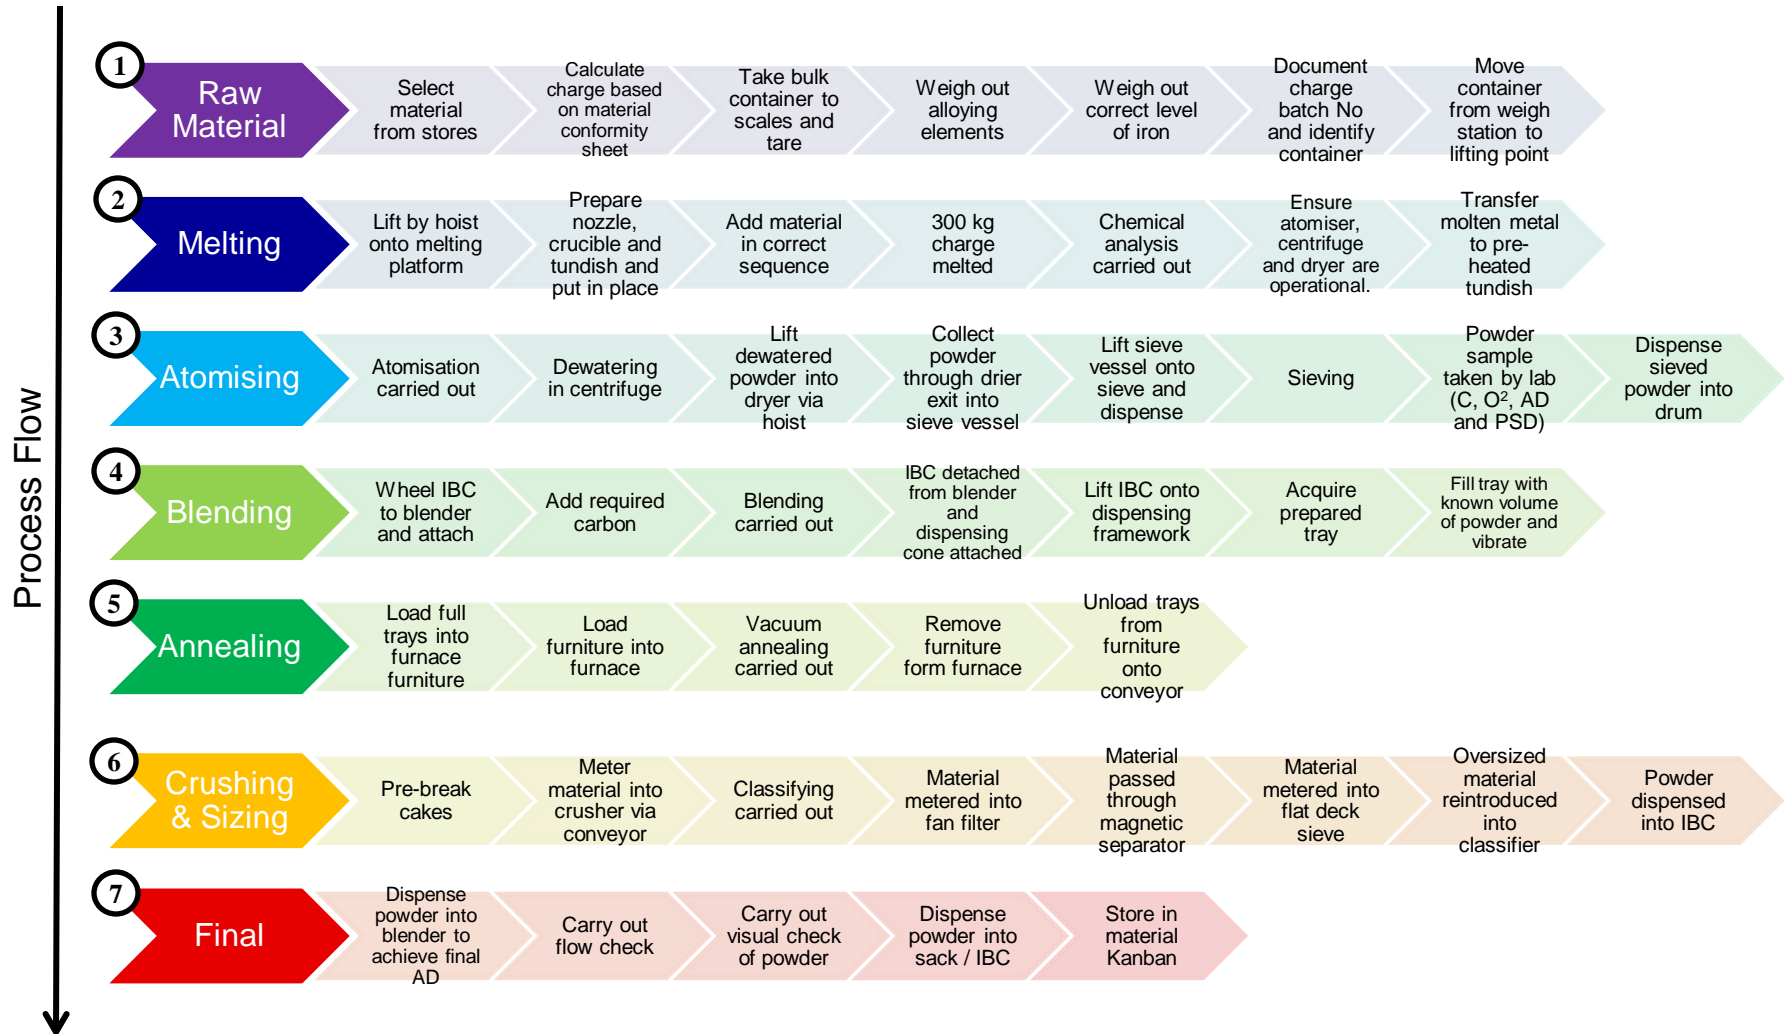 Process Flow
1
Raw
Material
Select
material
from stores
Calculate
charge based
on material
conformity
sheet
Take bulk
container to
scales and
tare
Weigh out
alloying
elements
Weigh out
correct level
of iron
Document
charge
batch No
and identify
container
Move
container
from weigh
station to
lifting point
2
Melting
Lift by hoist
onto melting
platform
Prepare
nozzle,
crucible and
tundish and
put in place
Add material
in correct
sequence
300 kg
charge
melted
Chemical
analysis
carried out
Ensure
atomiser,
centrifuge
and dryer are
operational.
Transfer
molten metal
to pre-
heated
tundish
3
Atomising
Atomisation
carried out
Dewatering
in centrifuge
Lift
dewatered
powder into
dryer via
hoist
Collect
powder
through drier
exit into
sieve vessel
Lift sieve
vessel onto
sieve and
dispense
Sieving
Powder
sample
taken by lab
(C, O², AD
and PSD)
Dispense
sieved
powder into
drum
4
Blending
Wheel IBC
to blender
and attach
Add required
carbon
Blending
carried out
IBC detached
from blender
and
dispensing
cone attached
Lift IBC onto
dispensing
framework
Acquire
prepared
tray
Fill tray with
known volume
of powder and
vibrate
5
Annealing
Load full
trays into
furnace
furniture
Load
furniture into
furnace
Vacuum
annealing
carried out
Remove
furniture
form furnace
Unload trays
from
furniture
onto
conveyor
6
Crushing
& Sizing
Pre-break
cakes
Meter
material into
crusher via
conveyor
Classifying
carried out
Material
metered into
fan filter
Material
passed
through
magnetic
separator
Material
metered into
flat deck
sieve
Oversized
material
reintroduced
into
classifier
Powder
dispensed
into IBC
7
Final
Dispense
powder into
blender to
achieve final
AD
Carry out
flow check
Carry out
visual check
of powder
Dispense
powder into
sack / IBC
Store in
material
Kanban